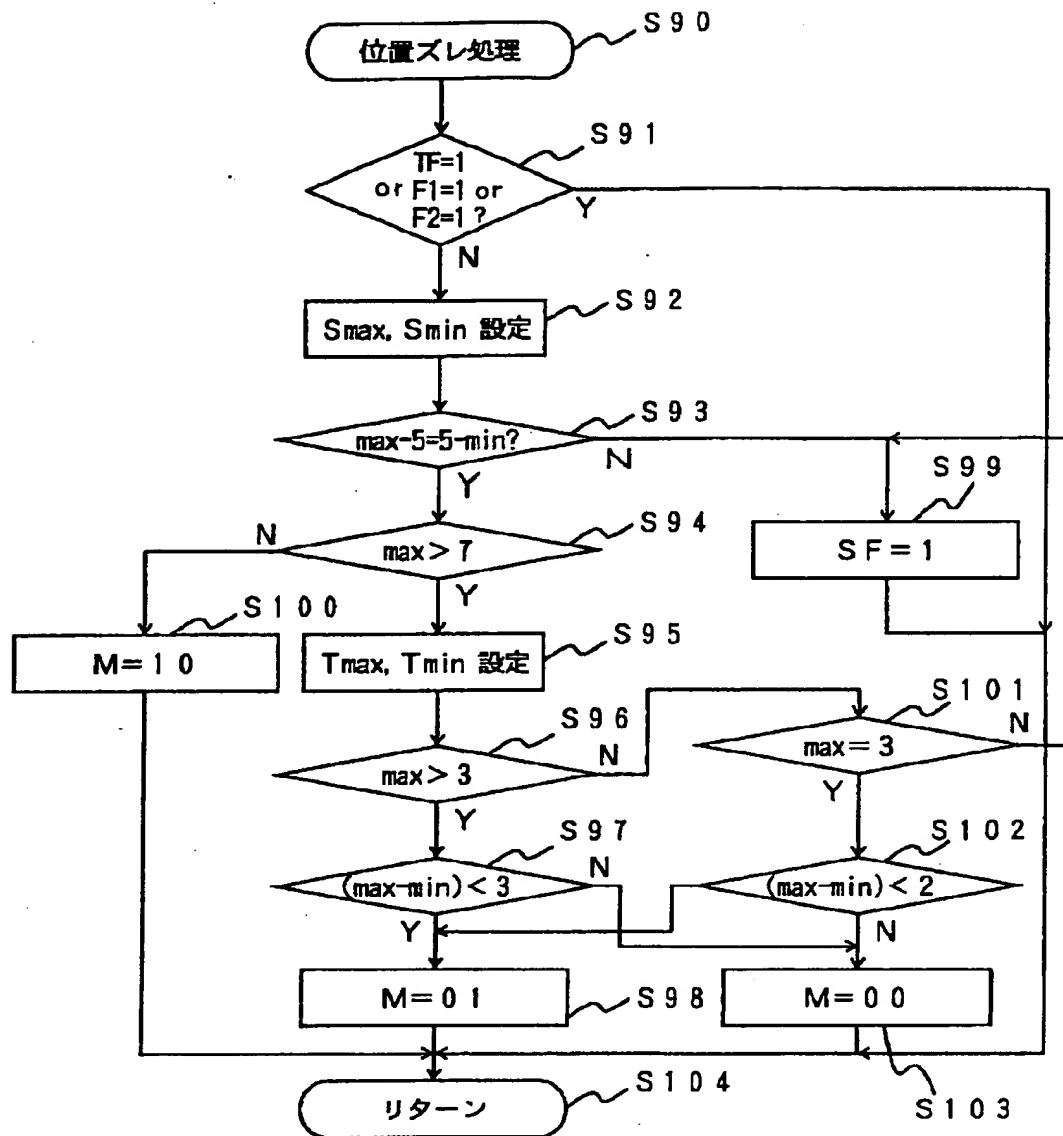 S90
位置ズレ処理
S91
TF=1
or F1=1 or
F2=1?
Y
N
S92
Smax, Smin 設定
S93
max-5=5-min?
N
Y
S99
SF=1
S94
N
max>7
Y
S100
M=10
S95
Tmax, Tmin 設定
S96
max>3
N
Y
S101
max=3
N
Y
S97
(max-min)<3
N
Y
S102
(max-min)<2
N
M=01
S98
M=00
S103
S104
リターン